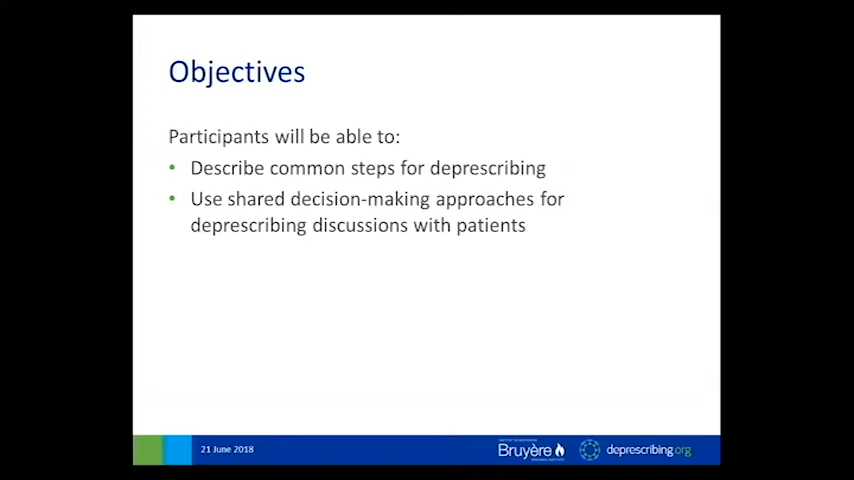 Objectives
Participants will be able to:
• Describe common steps for deprescribing
• Use shared decision-making approaches for
deprescribing discussions with patients
21 June 2018
Bruyère
deprescribing.org